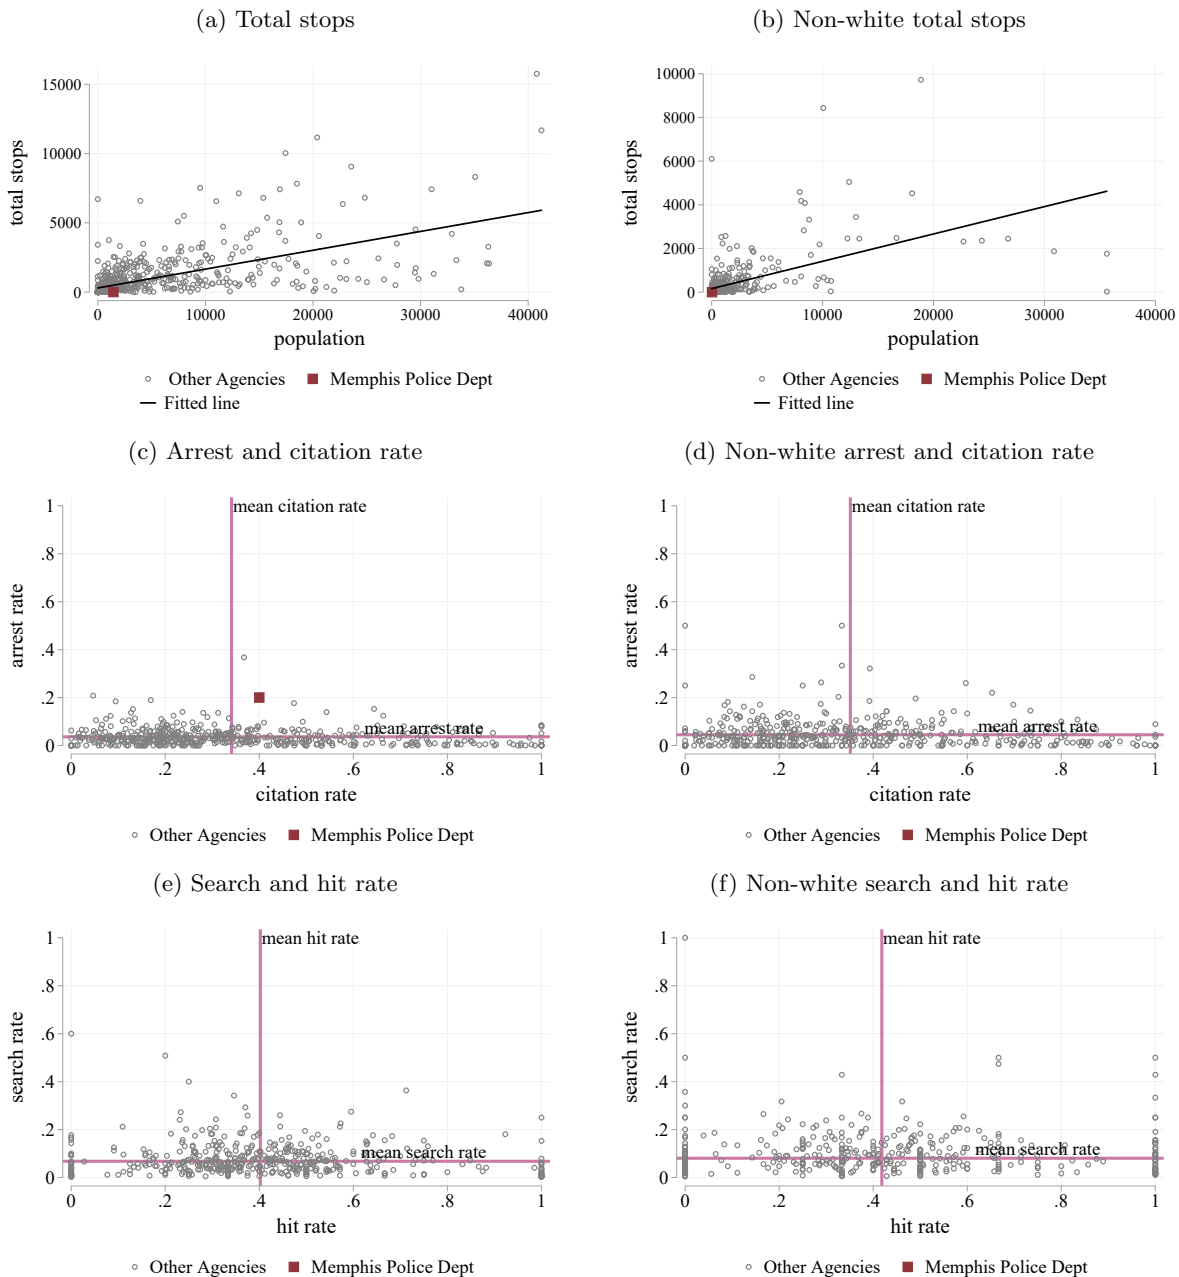 (a) Total stops
(b) Non-white total stops
total stops
15000
10000
5000
0
0 10000 20000 30000 40000
population
Other Agencies Memphis Police Dept
Fitted line
total stops
10000
8000
6000
4000
2000
0
0 10000 20000 30000 40000
population
Other Agencies Memphis Police Dept
Fitted line
(c) Arrest and citation rate
(d) Non-white arrest and citation rate
arrest rate
1
.8
.6
.4
.2
0
mean citation rate
mean arrest rate
0 .2 .4 .6 .8 1
citation rate
Other Agencies Memphis Police Dept
arrest rate
1
.8
.6
.4
.2
0
mean citation rate
mean arrest rate
0 .2 .4 .6 .8 1
citation rate
Other Agencies Memphis Police Dept
(e) Search and hit rate
(f) Non-white search and hit rate
search rate
1
.8
.6
.4
.2
0
mean hit rate
mean search rate
0 .2 .4 .6 .8 1
hit rate
Other Agencies Memphis Police Dept
search rate
1
.8
.6
.4
.2
0
mean hit rate
mean search rate
0 .2 .4 .6 .8 1
hit rate
Other Agencies Memphis Police Dept